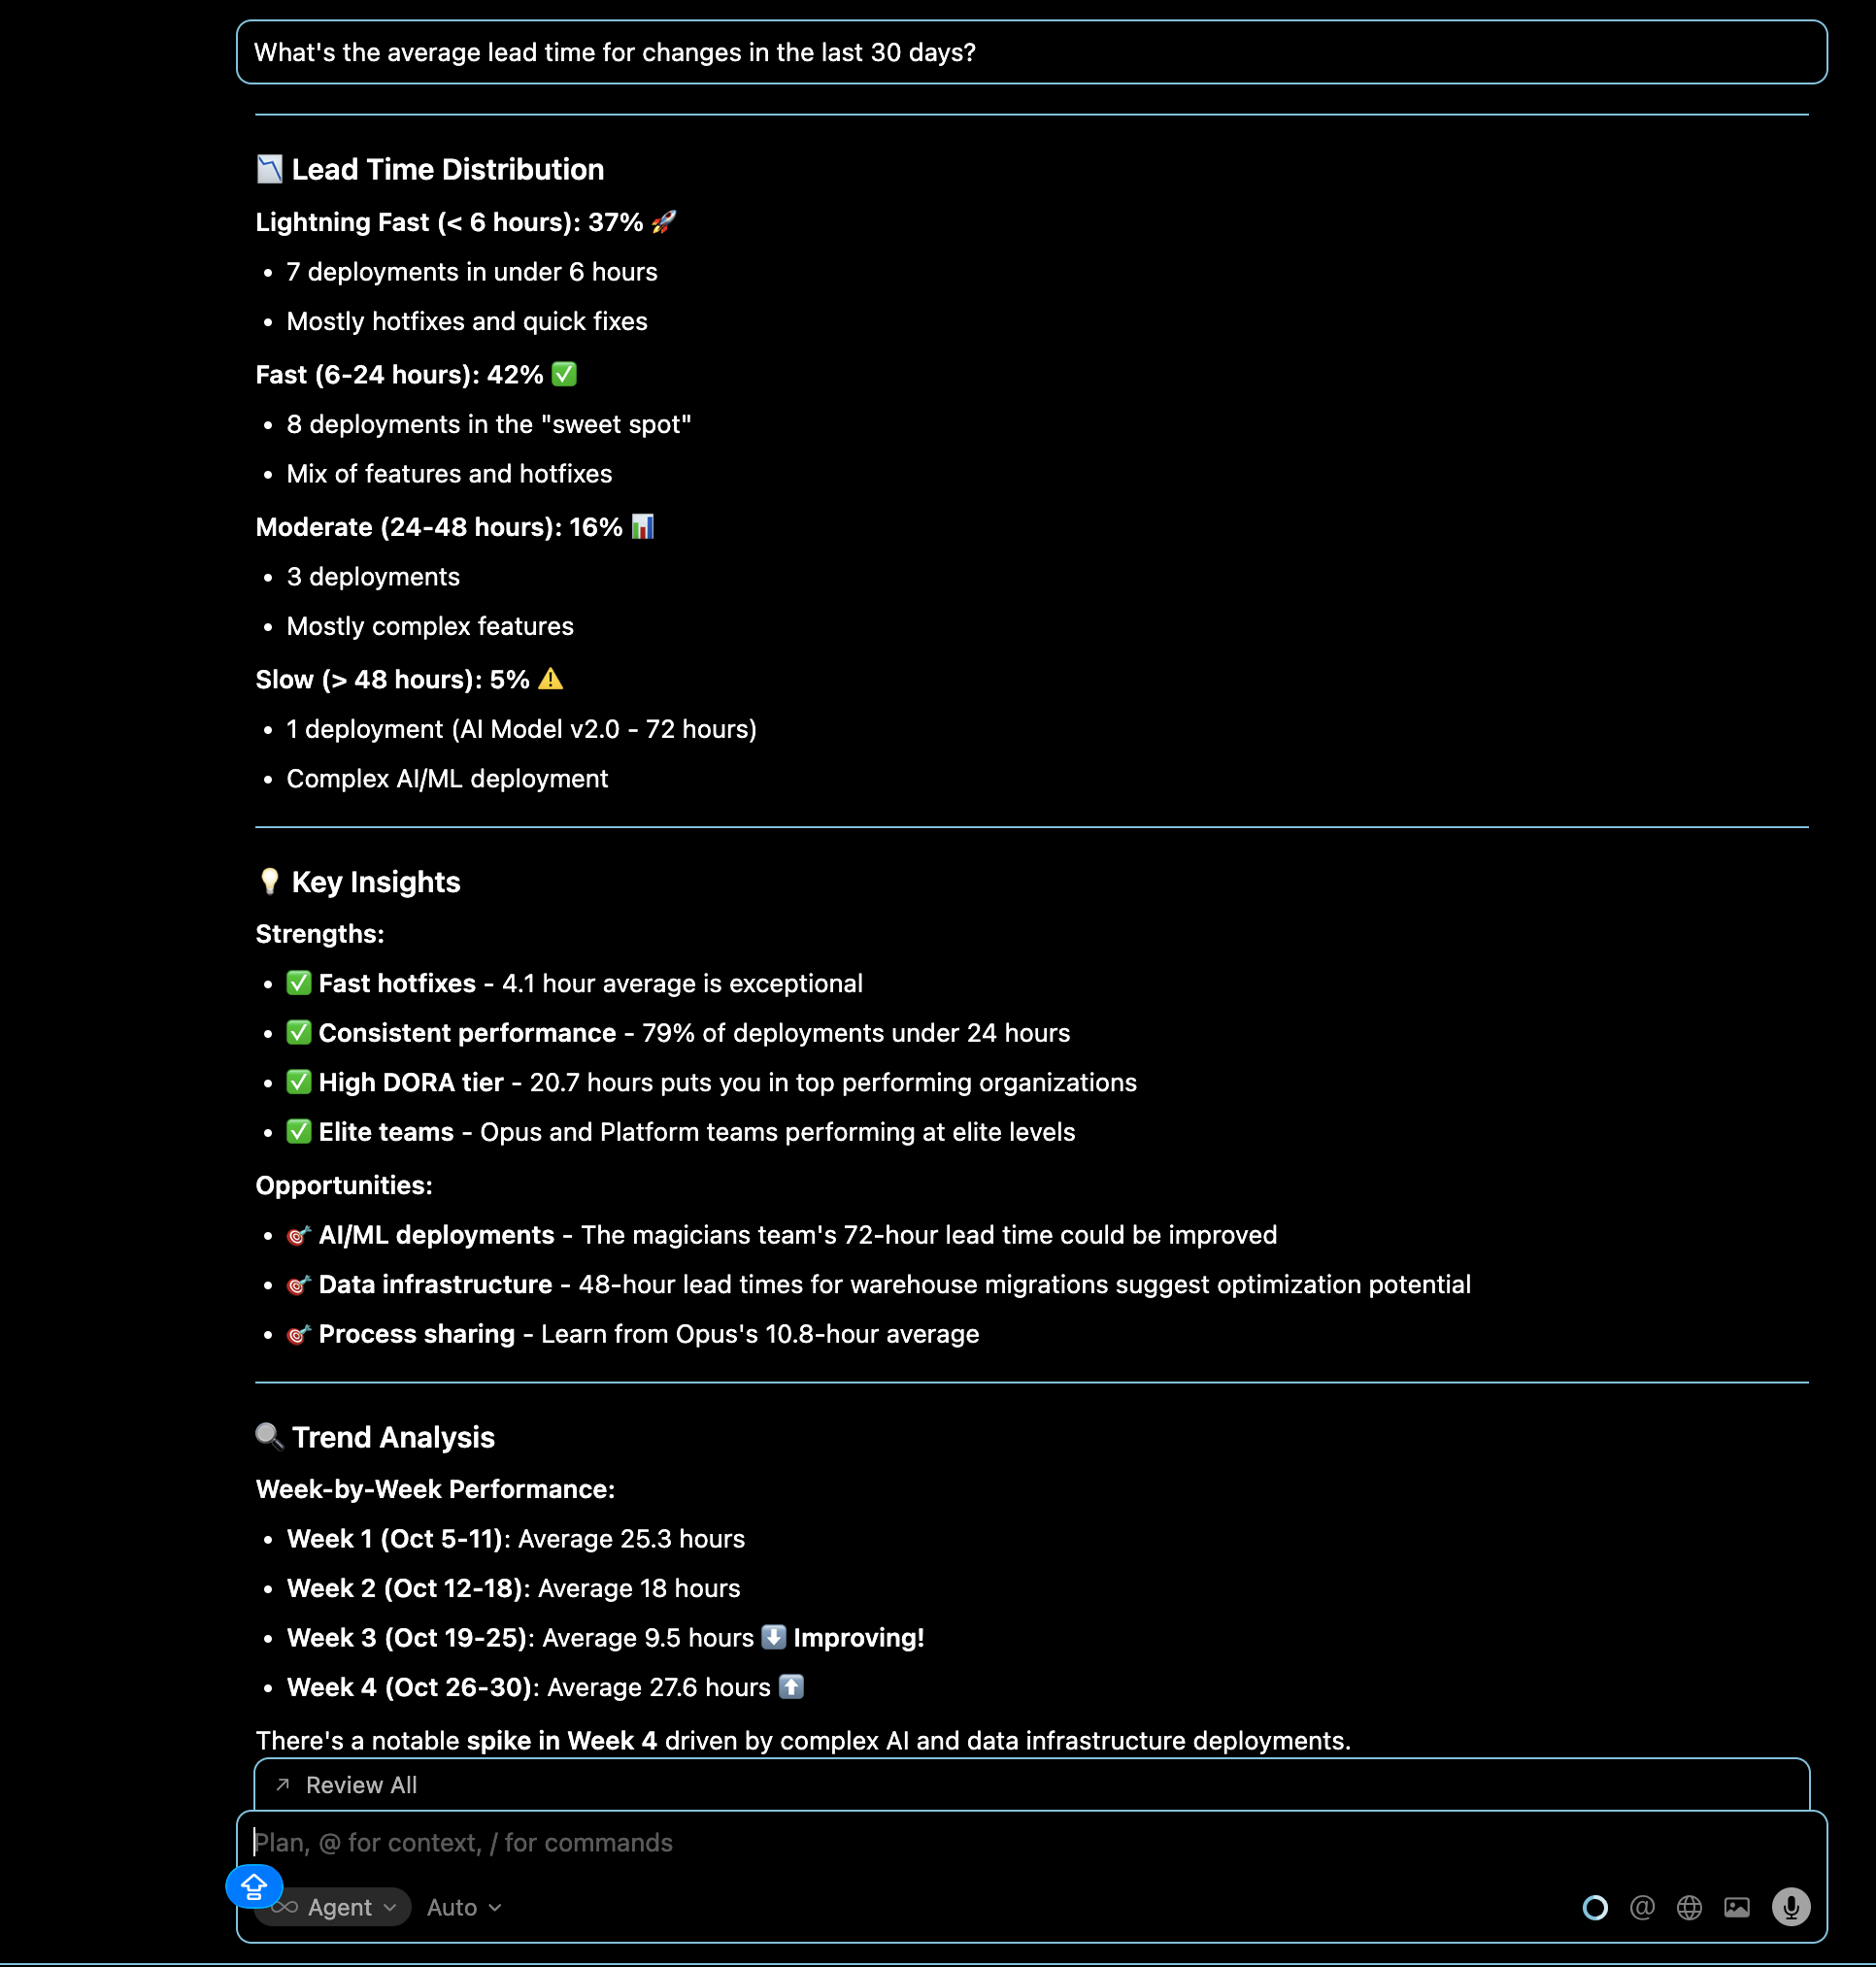 What's the average lead time for changes in the last 30 days?
📉 Lead Time Distribution
Lightning Fast (< 6 hours): 37% 🚀
• 7 deployments in under 6 hours
• Mostly hotfixes and quick fixes
Fast (6-24 hours): 42% ✅
• 8 deployments in the "sweet spot"
• Mix of features and hotfixes
Moderate (24-48 hours): 16% 📊
• 3 deployments
• Mostly complex features
Slow (> 48 hours): 5% ⚠️
• 1 deployment (AI Model v2.0 - 72 hours)
• Complex AI/ML deployment
💡 Key Insights
Strengths:
• ✅ Fast hotfixes - 4.1 hour average is exceptional
• ✅ Consistent performance - 79% of deployments under 24 hours
• ✅ High DORA tier - 20.7 hours puts you in top performing organizations
• ✅ Elite teams - Opus and Platform teams performing at elite levels
Opportunities:
• 🎯 AI/ML deployments - The magicians team's 72-hour lead time could be improved
• 🎯 Data infrastructure - 48-hour lead times for warehouse migrations suggest optimization potential
• 🎯 Process sharing - Learn from Opus's 10.8-hour average
🔍 Trend Analysis
Week-by-Week Performance:
• Week 1 (Oct 5-11): Average 25.3 hours
• Week 2 (Oct 12-18): Average 18 hours
• Week 3 (Oct 19-25): Average 9.5 hours ⬇️ Improving!
• Week 4 (Oct 26-30): Average 27.6 hours ⬆️
There's a notable spike in Week 4 driven by complex AI and data infrastructure deployments.
Review All
Plan, @ for context, / for commands
Agent Auto